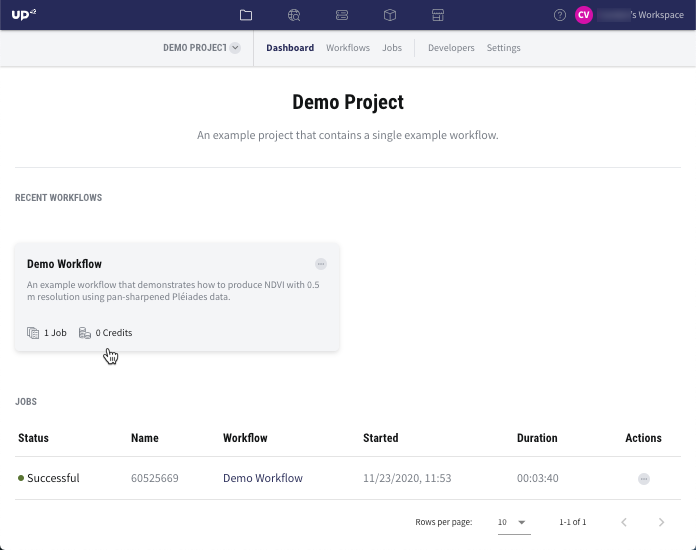 up42
CV 's Workspace
DEMO PROJECT Dashboard Workflows Jobs Developers Settings
Demo Project
An example project that contains a single example workflow.
RECENT WORKFLOWS
Demo Workflow
An example workflow that demonstrates how to produce NDVI with 0.5
m resolution using pan-sharpened Pléiades data.
1 Job 0 Credits
JOBS
Status Name Workflow Started Duration Actions
Successful 60525669 Demo Workflow 11/23/2020, 11:53 00:03:40
Rows per page: 10 1-1 of 1